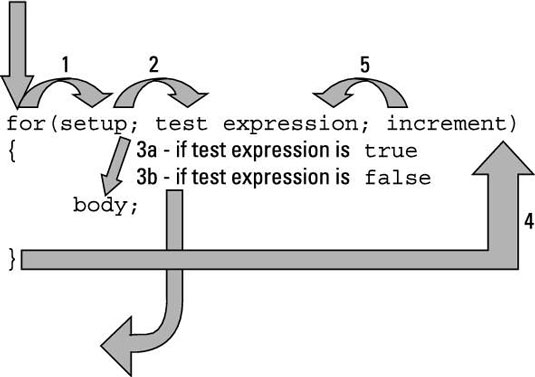 1 2 5
for(setup; test expression; increment)
{ 3a - if test expression is true
3b - if test expression is false
body;
4
}